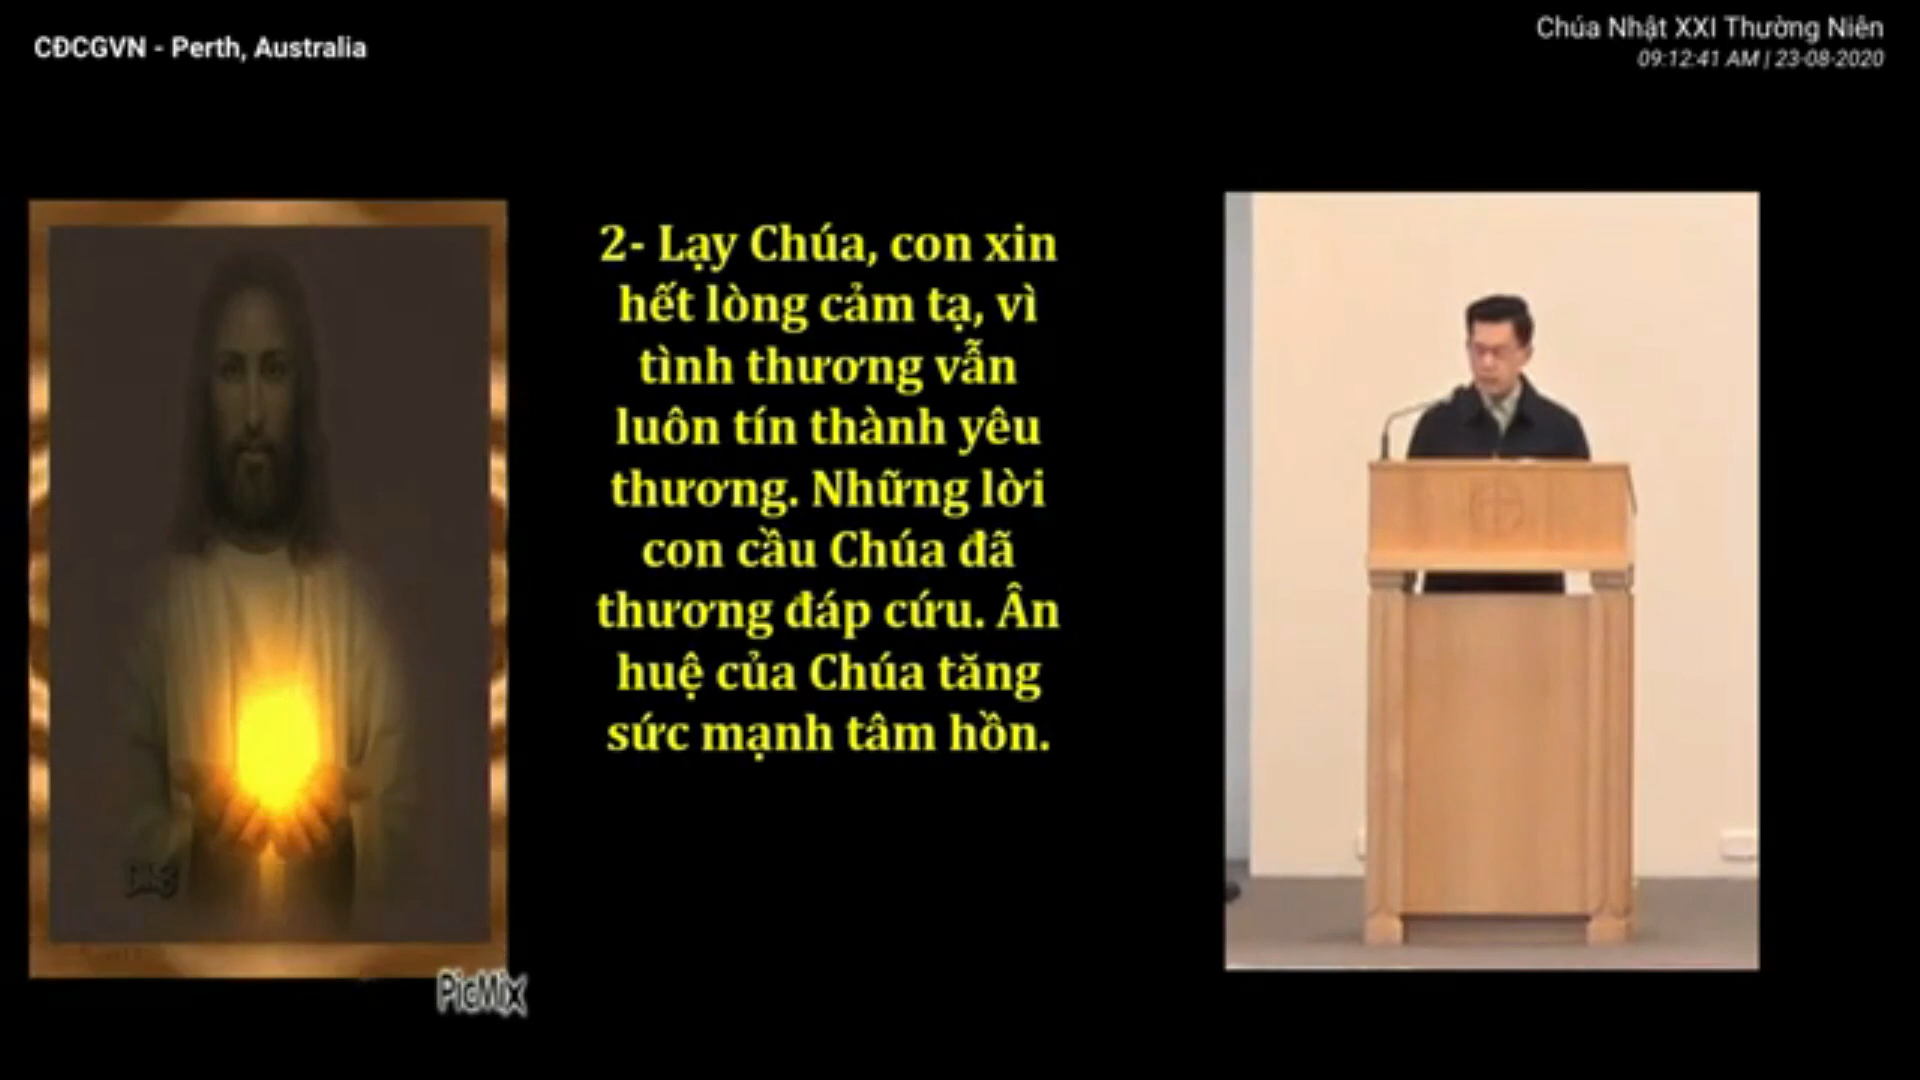 CĐCGVN - Perth, Australia
Chúa Nhật XXI Thường Niên
09:12:41 AM | 23-08-2020
2- Lạy Chúa, con xin
hết lòng cảm tạ, vì
tình thương vẫn
luôn tín thành yêu
thương. Những lời
con cầu Chúa đã
thương đáp cứu. Ân
huệ của Chúa tăng
sức mạnh tâm hồn.
PicMix